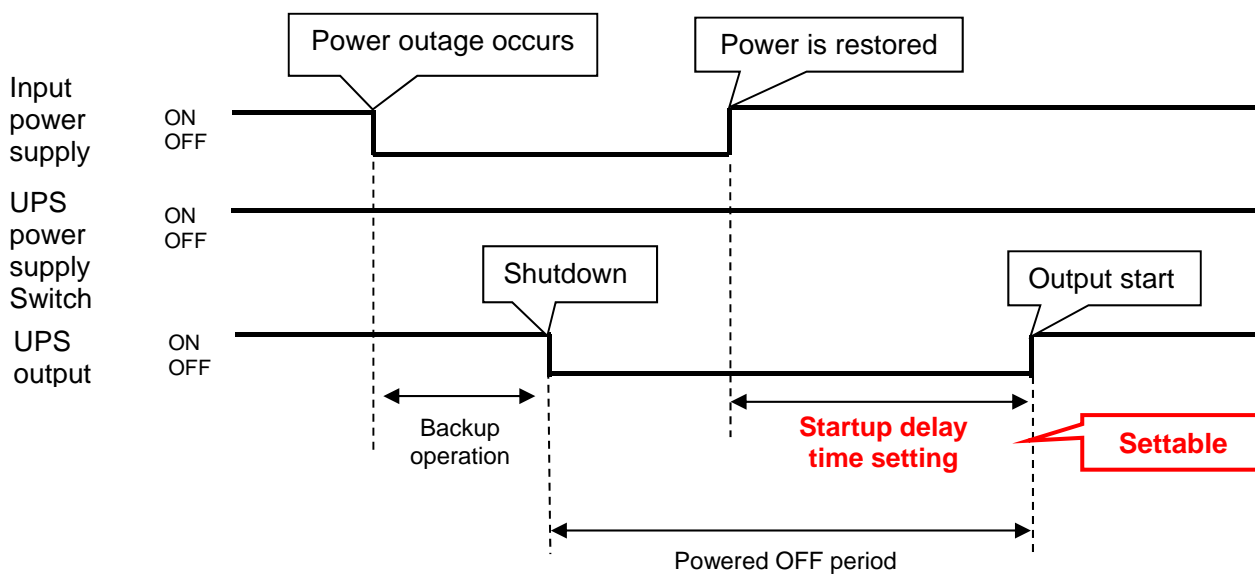 Power outage occurs
Power is restored
Input
power
supply
ON
OFF
UPS
power
supply
Switch
ON
OFF
Shutdown
Output start
UPS
output
ON
OFF
Backup
operation
Startup delay
time setting
Settable
Powered OFF period